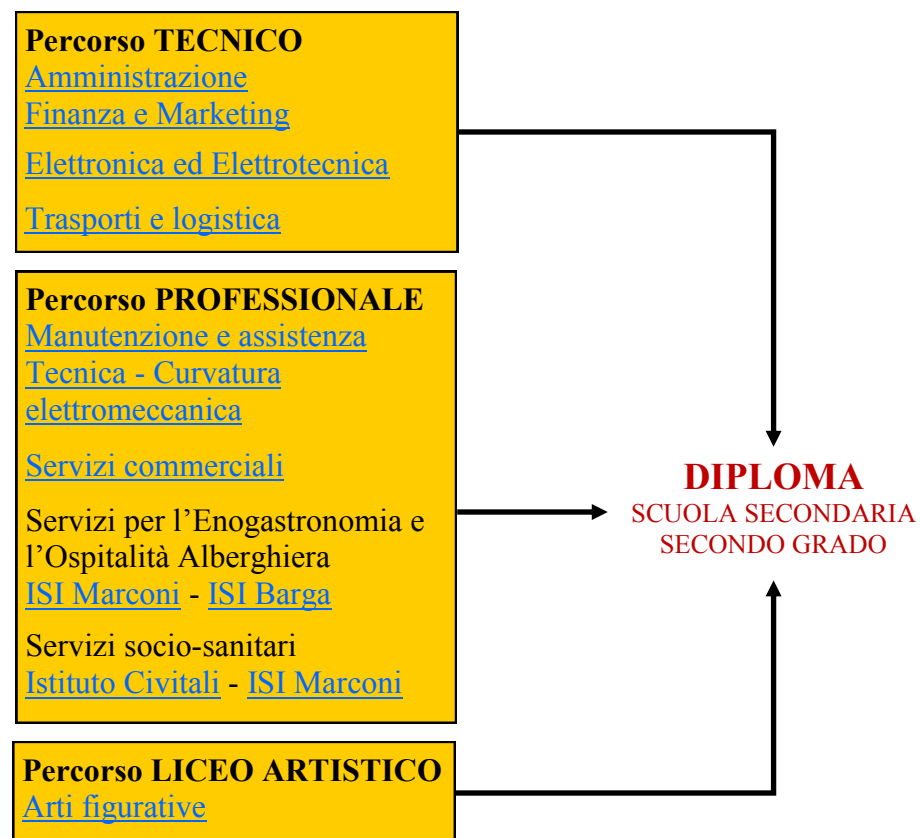 Percorso TECNICO
Amministrazione
Finanza e Marketing
Elettronica ed Elettrotecnica
Trasporti e logistica
Percorso PROFESSIONALE
Manutenzione e assistenza
Tecnica - Curvatura
elettromeccanica
Servizi commerciali
Servizi per l’Enogastronomia e
l’Ospitalità Alberghiera
ISI Marconi - ISI Barga
Servizi socio-sanitari
Istituto Civitali - ISI Marconi
Percorso LICEO ARTISTICO
Arti figurative
DIPLOMA
SCUOLA SECONDARIA
SECONDO GRADO